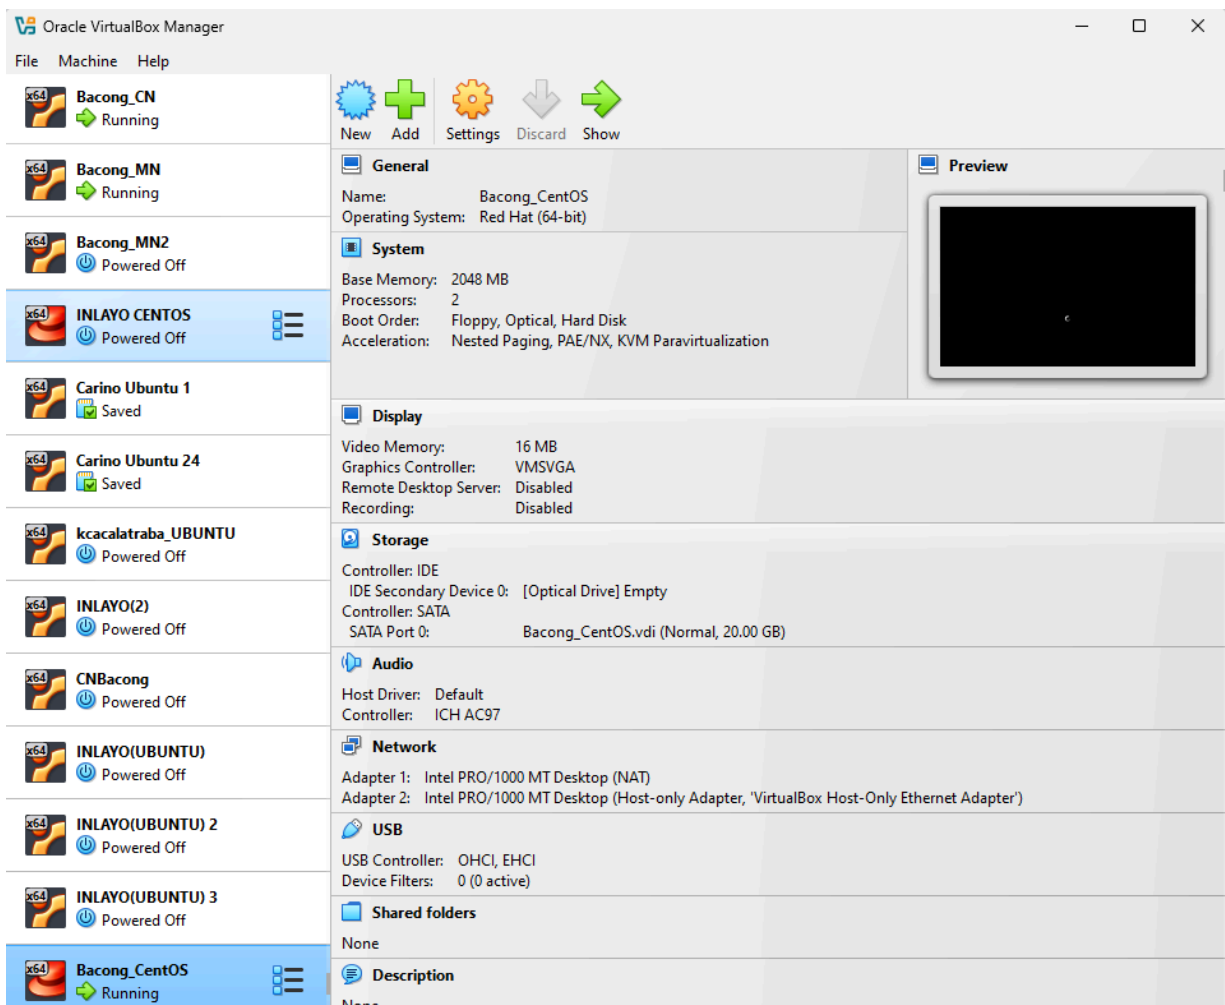 Oracle VirtualBox Manager
File Machine Help
x64 Bacong_CN
Running
x64 Bacong_MN
Running
x64 Bacong_MN2
Powered Off
x64 INLAYO CENTOS
Powered Off
x64 Carino Ubuntu 1
Saved
x64 Carino Ubuntu 24
Saved
x64 kcacalatraba_UBUNTU
Powered Off
x64 INLAYO(2)
Powered Off
x64 CNBacong
Powered Off
x64 INLAYO(UBUNTU)
Powered Off
x64 INLAYO(UBUNTU) 2
Powered Off
x64 INLAYO(UBUNTU) 3
Powered Off
x64 Bacong_CentOS
Running
New Add Settings Discard Show
General
Name: Bacong_CentOS
Operating System: Red Hat (64-bit)
Preview
System
Base Memory: 2048 MB
Processors: 2
Boot Order: Floppy, Optical, Hard Disk
Acceleration: Nested Paging, PAE/NX, KVM Paravirtualization
Display
Video Memory: 16 MB
Graphics Controller: VMSVGA
Remote Desktop Server: Disabled
Recording: Disabled
Storage
Controller: IDE
IDE Secondary Device 0: [Optical Drive] Empty
Controller: SATA
SATA Port 0: Bacong_CentOS.vdi (Normal, 20.00 GB)
Audio
Host Driver: Default
Controller: ICH AC97
Network
Adapter 1: Intel PRO/1000 MT Desktop (NAT)
Adapter 2: Intel PRO/1000 MT Desktop (Host-only Adapter, 'VirtualBox Host-Only Ethernet Adapter')
USB
USB Controller: OHCI, EHCI
Device Filters: 0 (0 active)
Shared folders
None
Description
None